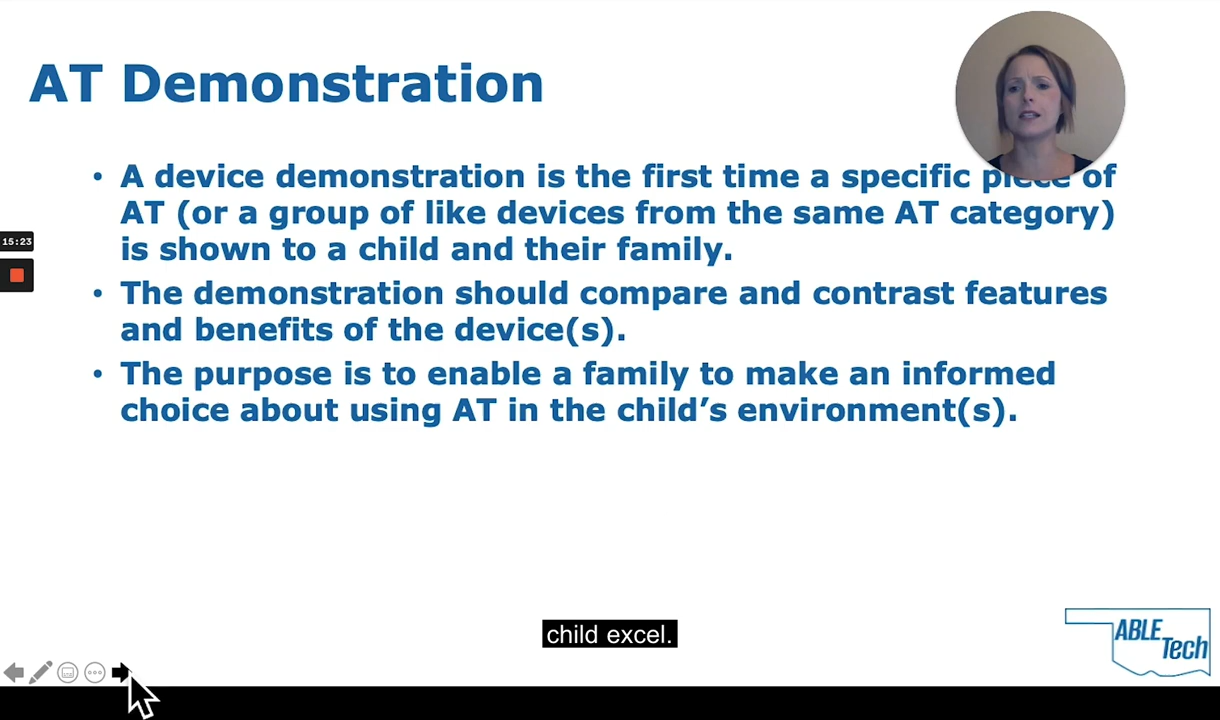 AT Demonstration
• A device demonstration is the first time a specific piece of
AT (or a group of like devices from the same AT category)
is shown to a child and their family.
• The demonstration should compare and contrast features
and benefits of the device(s).
• The purpose is to enable a family to make an informed
choice about using AT in the child’s environment(s).
15:23
child excel.
ABLE
Tech